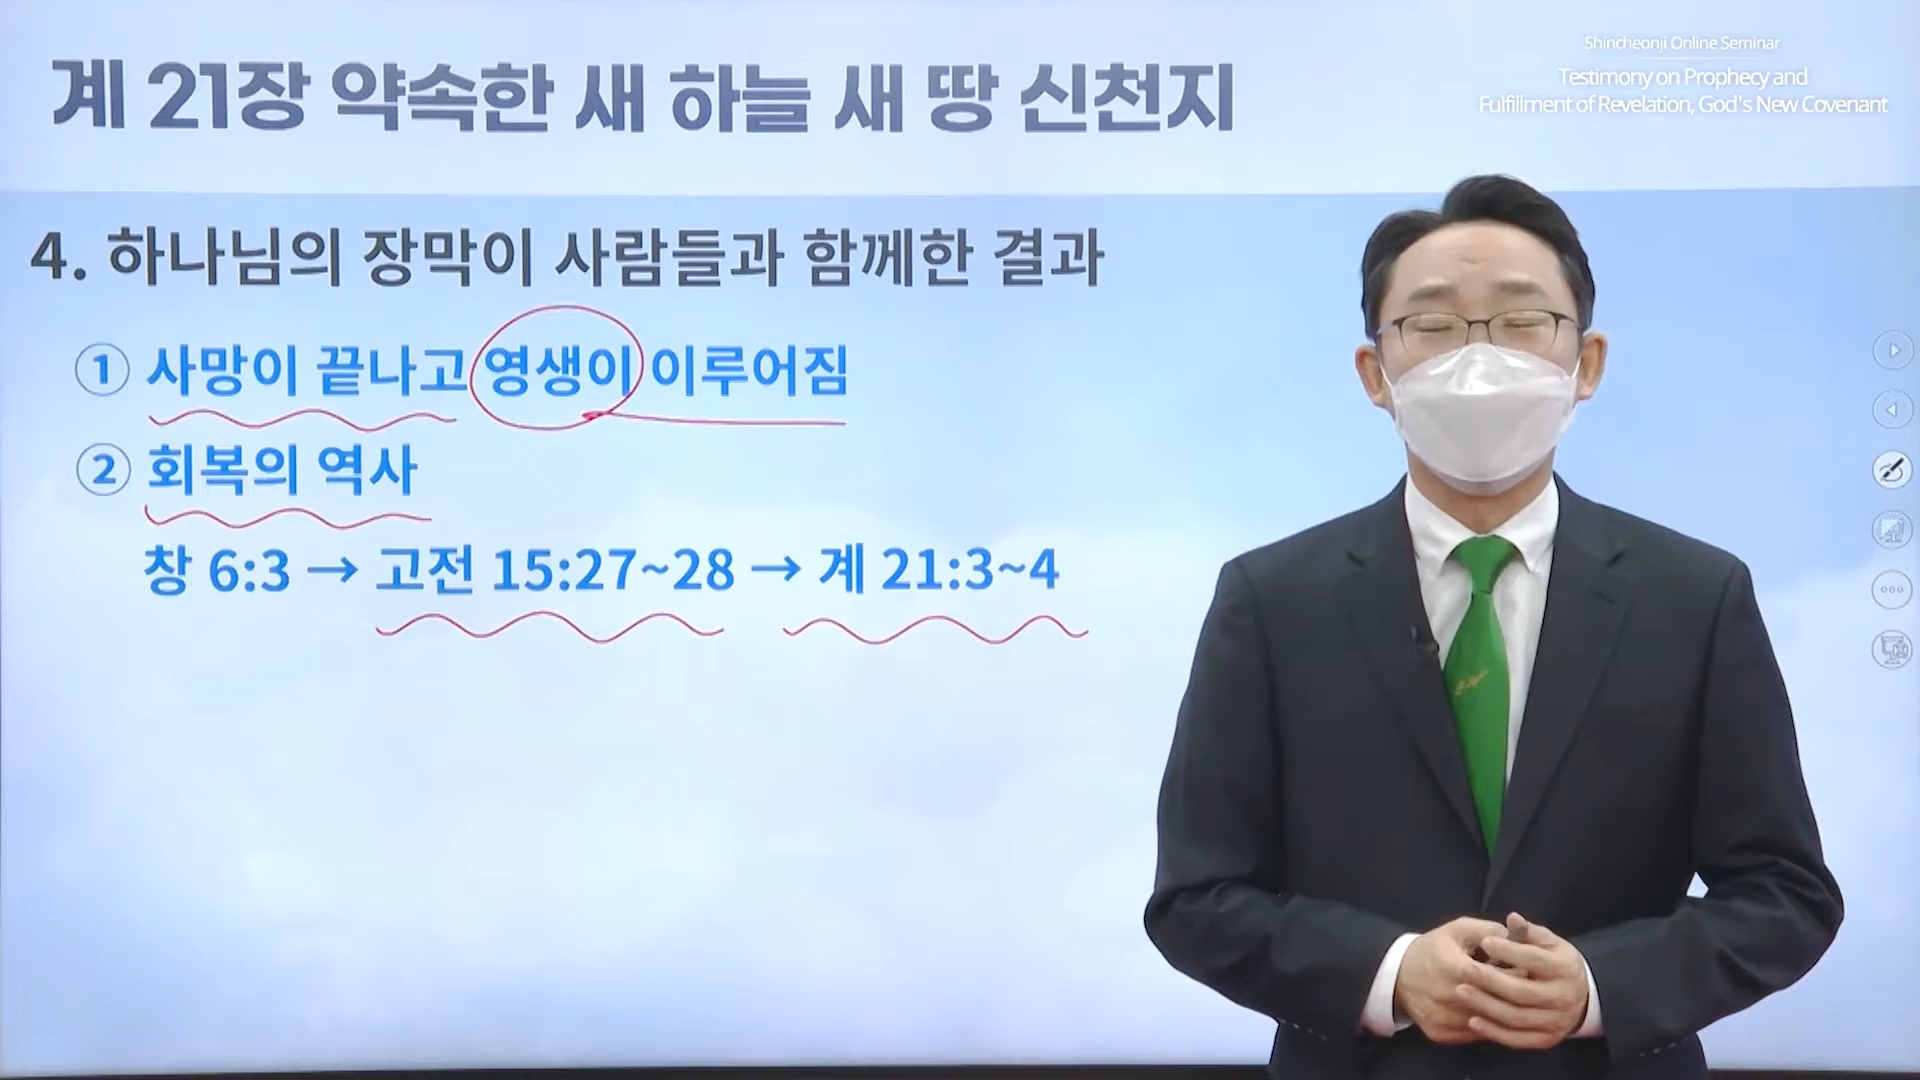 계 21장 약속한 새 하늘 새 땅 신천지
Shincheonji Online Seminar
Testimony on Prophecy and
Fulfillment of Revelation, God's New Covenant
4. 하나님의 장막이 사람들과 함께한 결과
① 사망이 끝나고 영생이 이루어짐
② 회복의 역사
창 6:3 → 고전 15:27~28 → 계 21:3~4